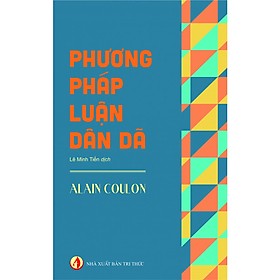 PHƯƠNG
PHÁP
LUẬN
DÂN DÃ
Lê Minh Tiến dịch
ALAIN COULON
NHÀ XUẤT BẢN TRI THỨC